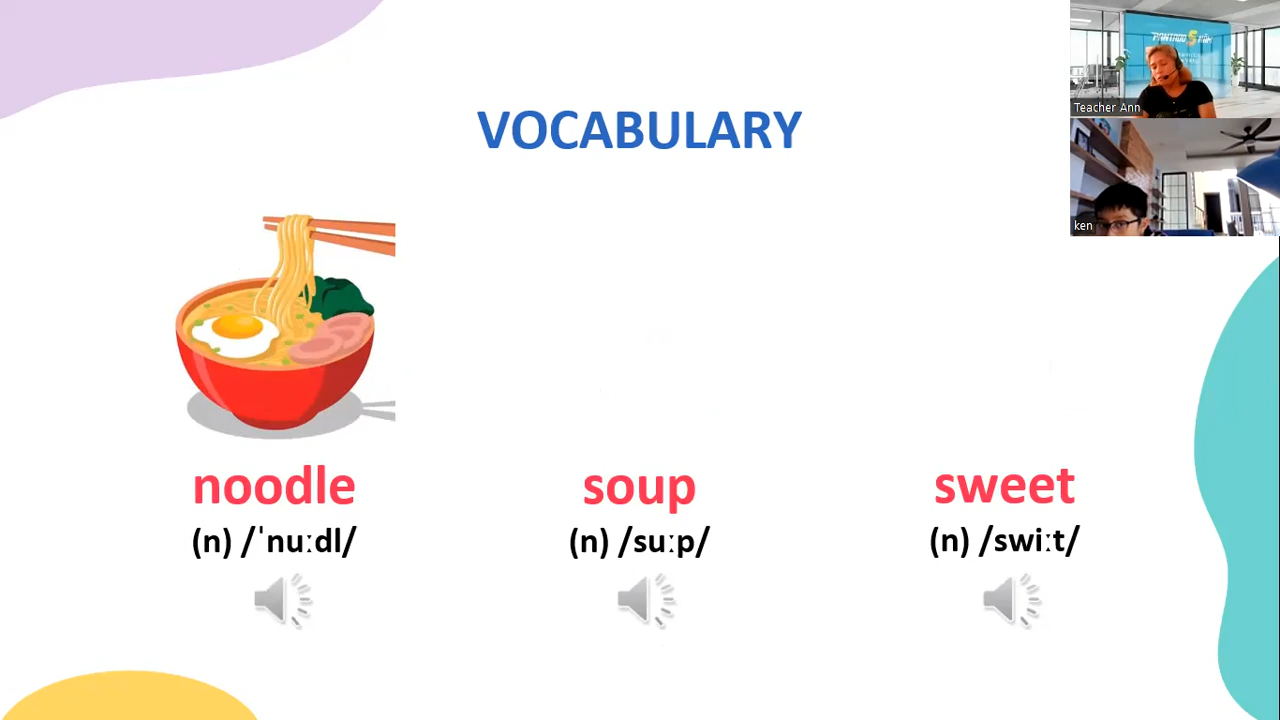 VOCABULARY
Teacher Ann
ken
noodle
(n) /ˈnuːdl/
soup
(n) /suːp/
sweet
(n) /swiːt/